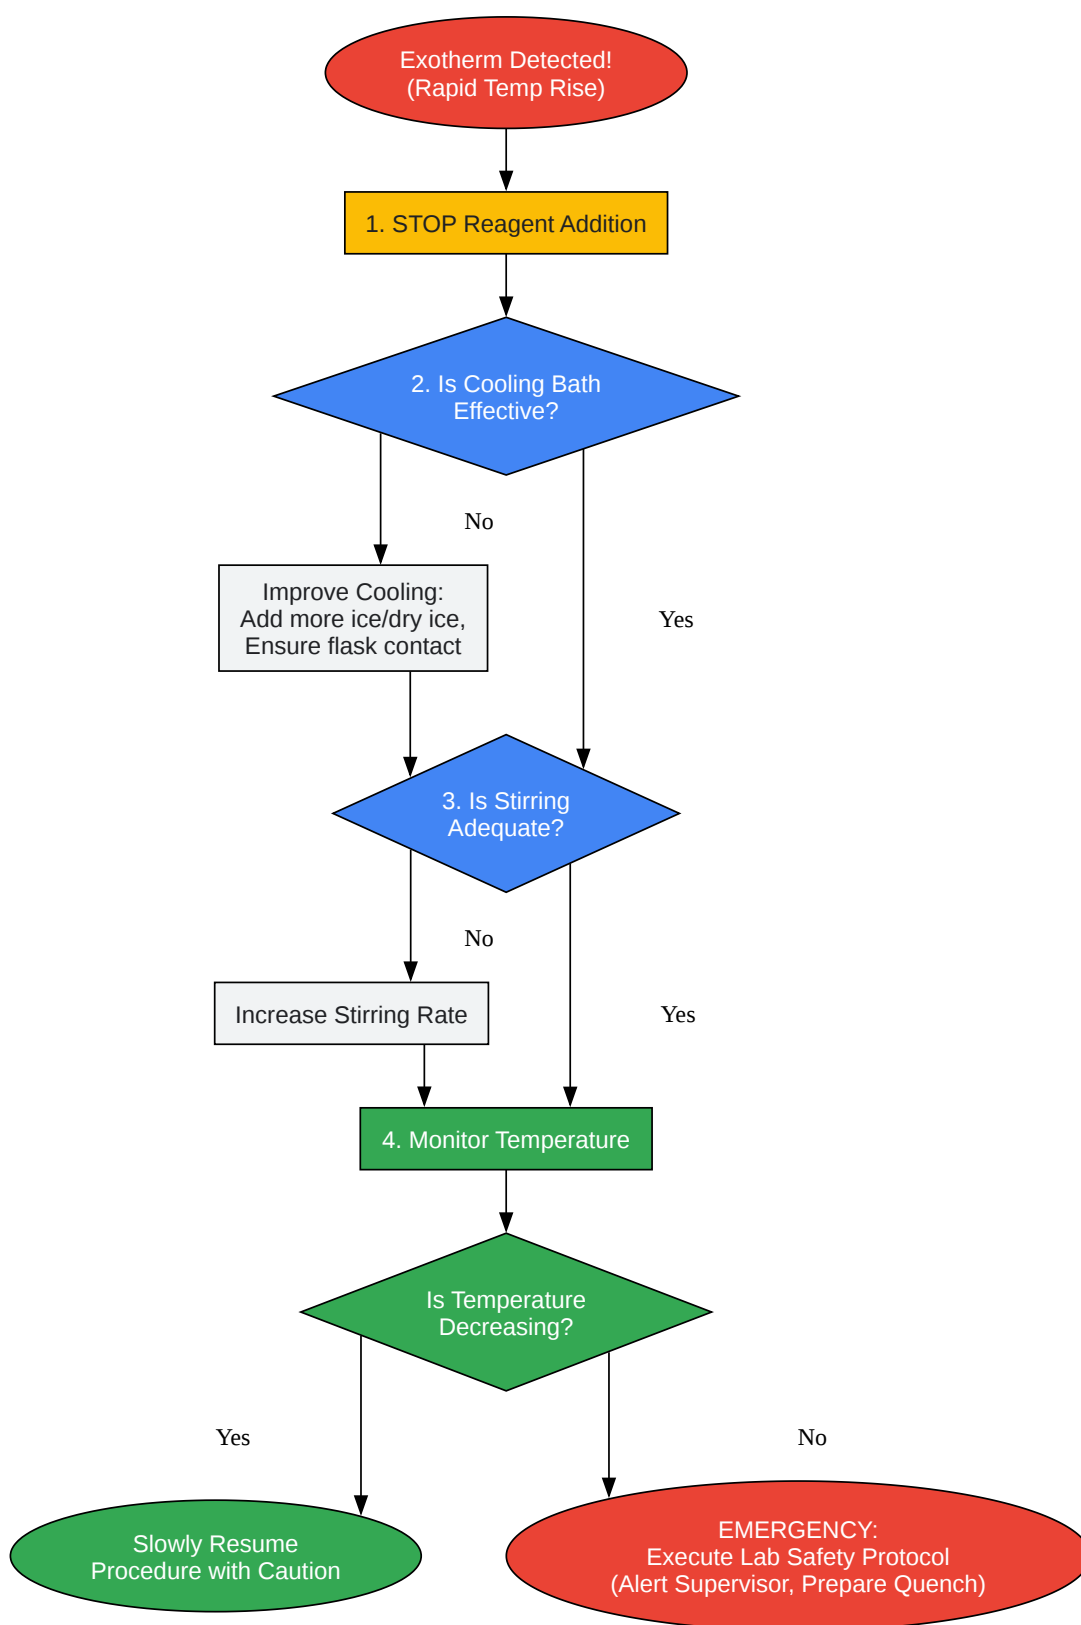 Exotherm Detected!
(Rapid Temp Rise)
1. STOP Reagent Addition
2. Is Cooling Bath
Effective?
No
Improve Cooling:
Add more ice/dry ice,
Ensure flask contact
Yes
3. Is Stirring
Adequate?
No
Increase Stirring Rate
Yes
4. Monitor Temperature
Is Temperature
Decreasing?
Yes
No
Slowly Resume
Procedure with Caution
EMERGENCY:
Execute Lab Safety Protocol
(Alert Supervisor, Prepare Quench)